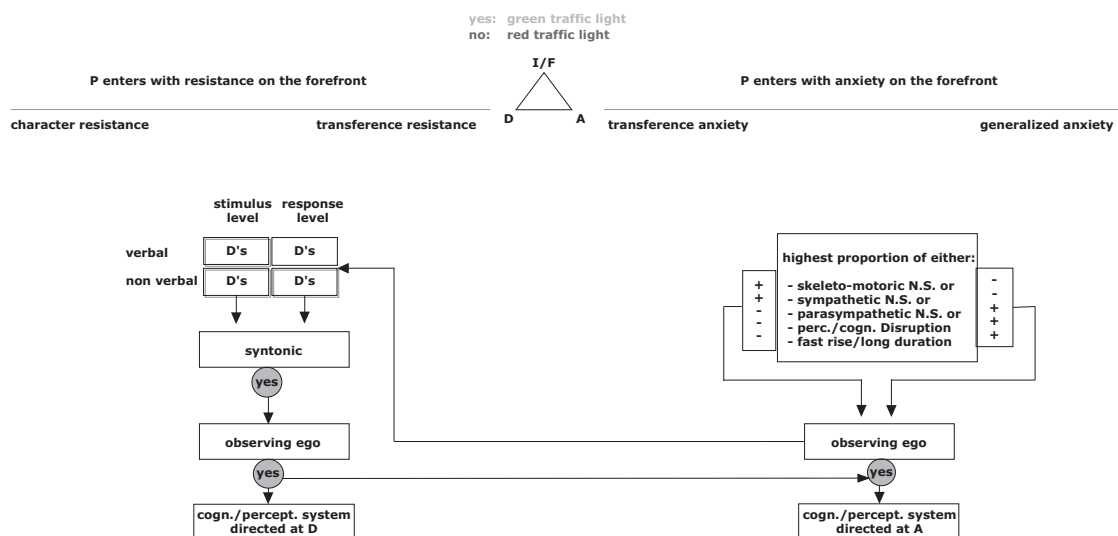 yes: green traffic light
no: red traffic light
I/F
P enters with resistance on the forefront
P enters with anxiety on the forefront
D
A
character resistance
transference resistance
transference anxiety
generalized anxiety
stimulus level
response level
verbal
D's
D's
non verbal
D's
D's
syntonic
yes
observing ego
yes
cogn./percept. system
directed at D
highest proportion of either:
+ - skeleto-motoric N.S. or -
+ - sympathetic N.S. or -
- - parasympathetic N.S. or +
- - perc./cogn. Disruption +
- - fast rise/long duration +
observing ego
yes
cogn./percept. system
directed at A